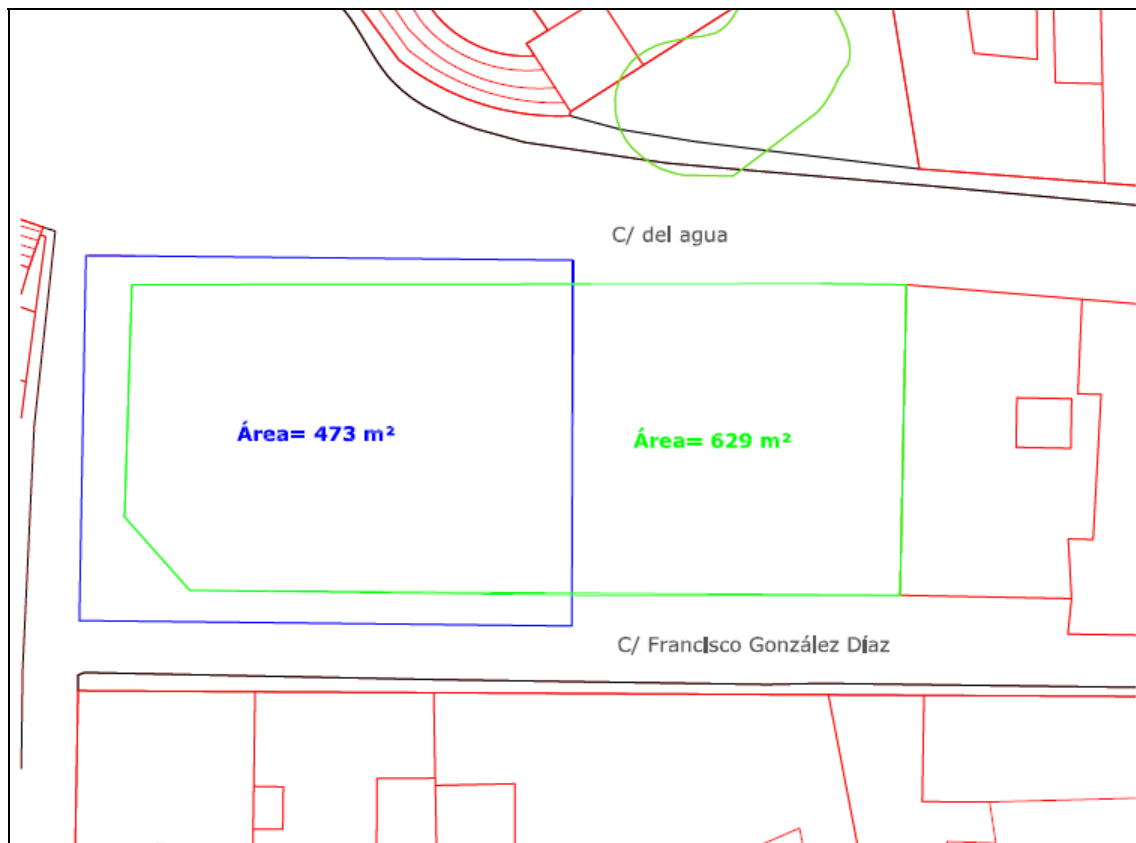 C/ del agua
Área= 473 m²
Área= 629 m²
C/ Francisco González Díaz